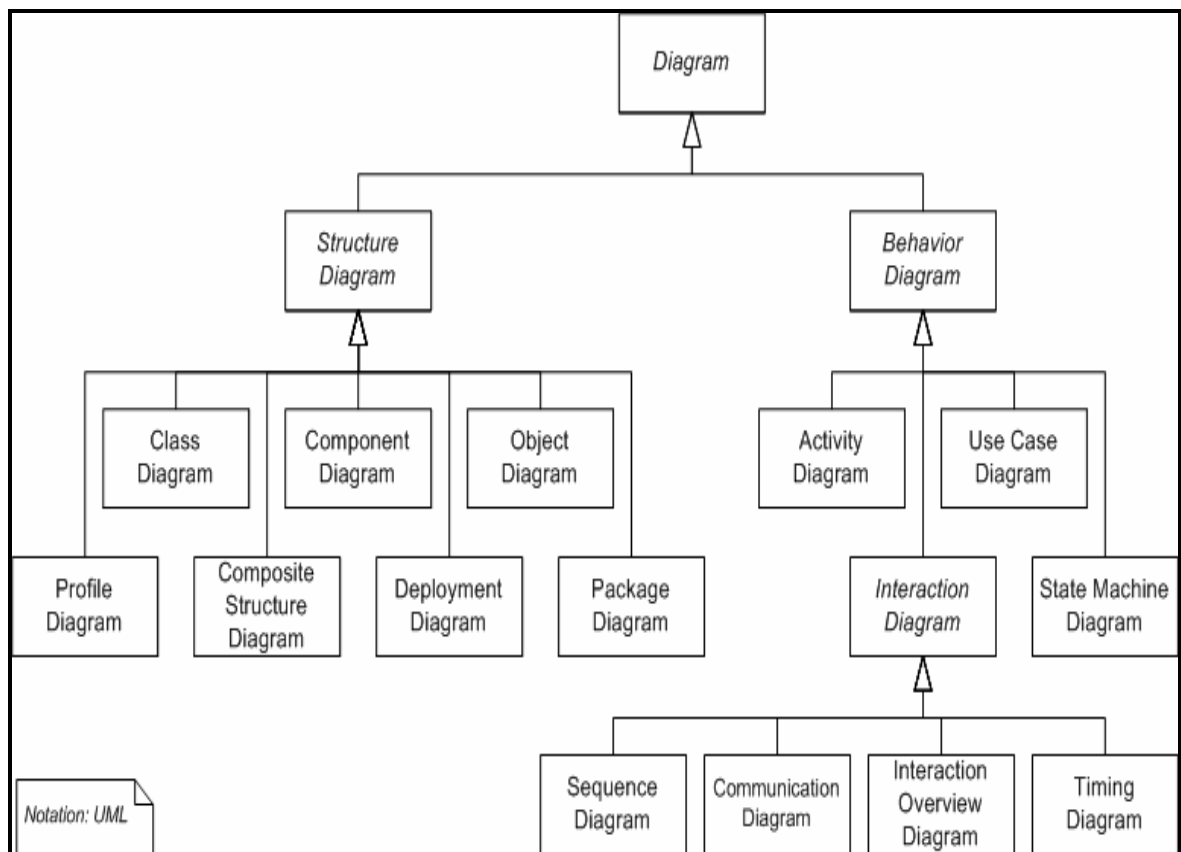 Diagram
Structure
Diagram
Behavior
Diagram
Class
Diagram
Component
Diagram
Object
Diagram
Activity
Diagram
Use Case
Diagram
Profile
Diagram
Composite
Structure
Diagram
Deployment
Diagram
Package
Diagram
Interaction
Diagram
State Machine
Diagram
Sequence
Diagram
Communication
Diagram
Interaction
Overview
Diagram
Timing
Diagram
Notation: UML